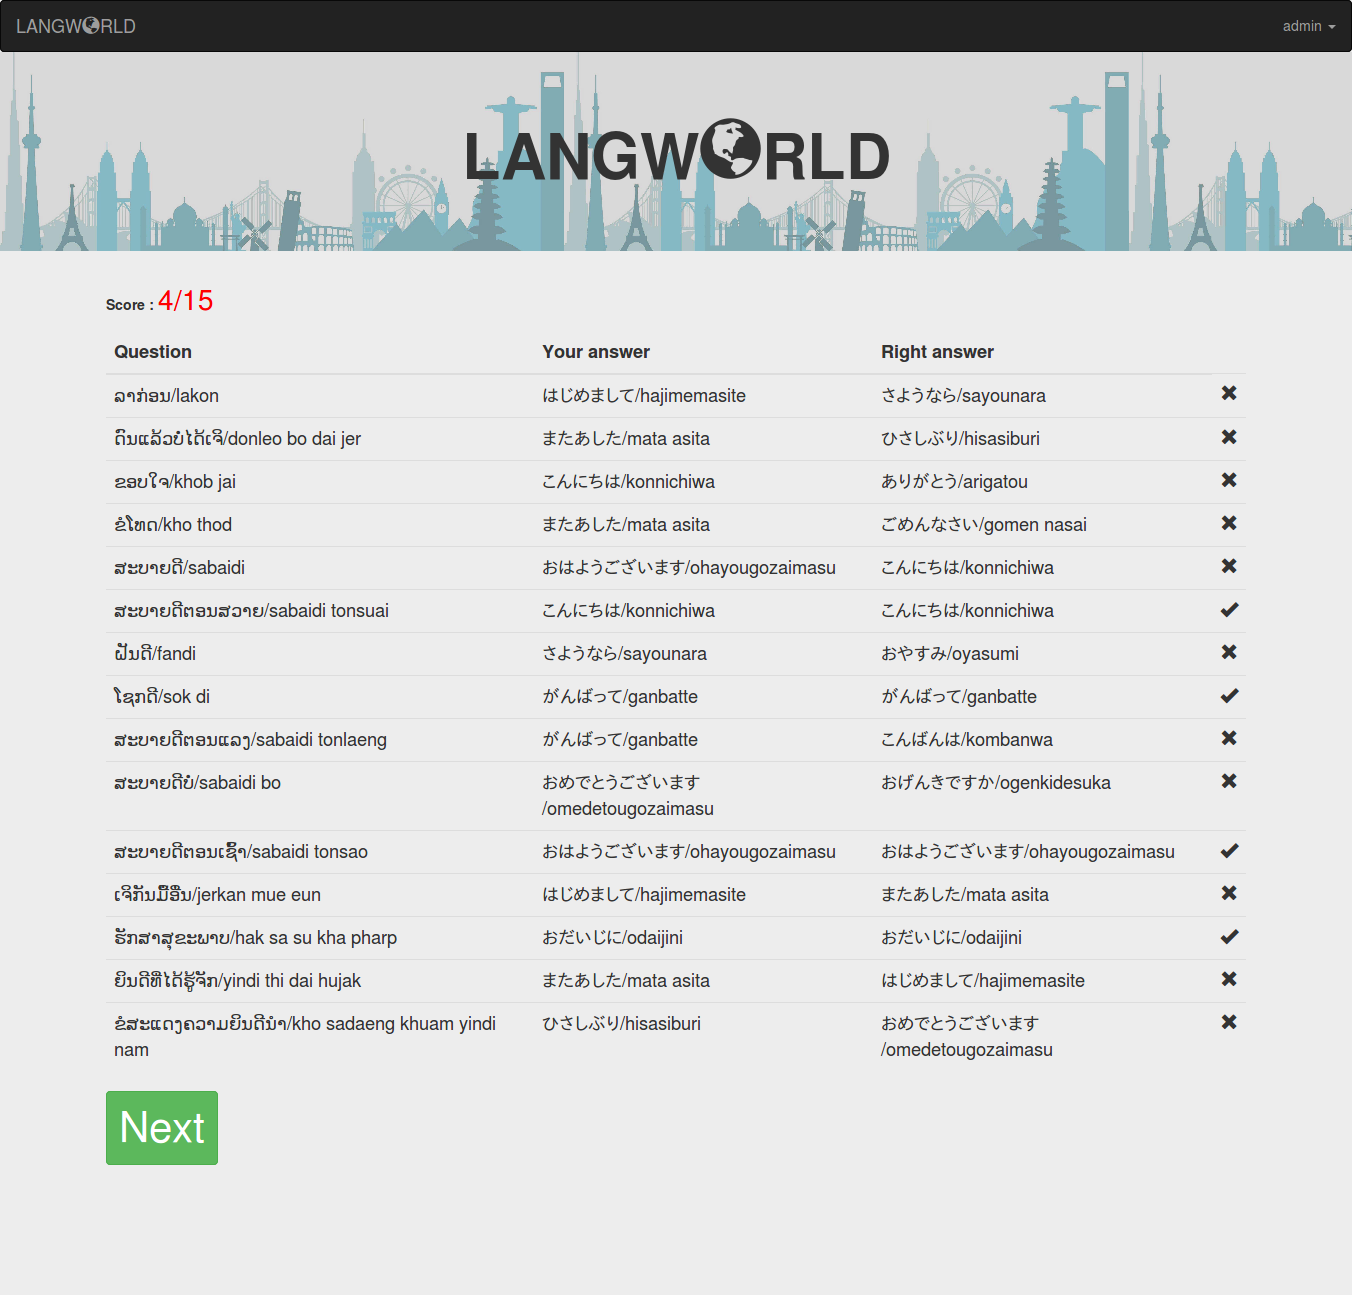 LANGWORLD admin
LANGWORLD
Score : 4/15
Question Your answer Right answer
ລາກ່ອນ/lakon はじめまして/hajimemasite さようなら/sayounara
ດົນແລ້ວບໍ່ໄດ້ເຈິ/donleo bo dai jer またあした/mata asita ひさしぶり/hisasiburi
ຂອບໃຈ/khob jai こんにちは/konnichiwa ありがとう/arigatou
ຂໍໂທດ/kho thod またあした/mata asita ごめんなさい/gomen nasai
ສະບາຍດີ/sabaidi おはようございます/ohayougozaimasu こんにちは/konnichiwa
ສະບາຍດີຕອນສວາຍ/sabaidi tonsuai こんにちは/konnichiwa こんにちは/konnichiwa
ຝັນດີ/fandi さようなら/sayounara おやすみ/oyasumi
ໂຊກດີ/sok di がんばって/ganbatte がんばって/ganbatte
ສະບາຍດີຕອນແລງ/sabaidi tonlaeng がんばって/ganbatte こんばんは/kombanwa
ສະບາຍດີບໍ່/sabaidi bo おめでとうございます おげんきですか/ogenkidesuka
/omedetougozaimasu
ສະບາຍດີຕອນເຊົ້າ/sabaidi tonsao おはようございます/ohayougozaimasu おはようございます/ohayougozaimasu
ເຈິກັນມື້ອື່ນ/jerkan mue eun はじめまして/hajimemasite またあした/mata asita
ຮັກສາສຸຂະພາບ/hak sa su kha pharp おだいじに/odaijini おだいじに/odaijini
ຍິນດີທີ່ໄດ້ຮູ້ຈັກ/yindi thi dai hujak またあした/mata asita はじめまして/hajimemasite
ຂໍສະແດງຄວາມຍິນດີນຳ/kho sadaeng khuam yindi ひさしぶり/hisasiburi おめでとうございます
nam /omedetougozaimasu
Next